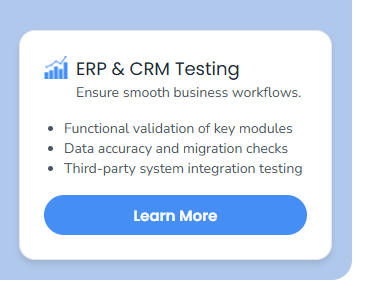 ERP & CRM Testing
Ensure smooth business workflows.
Functional validation of key modules
Data accuracy and migration checks
Third-party system integration testing
Learn More